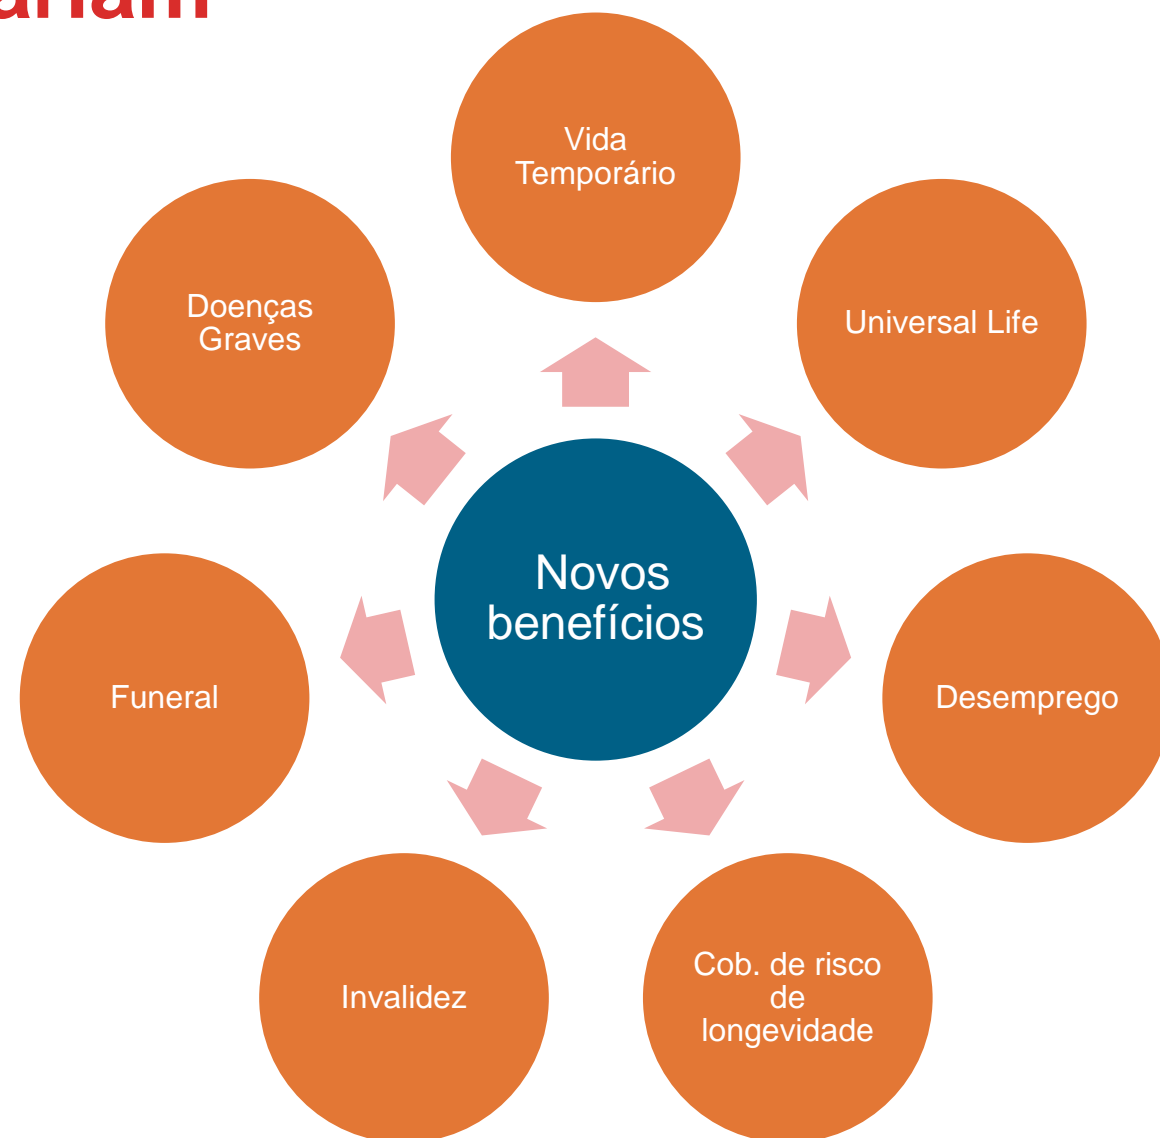 Vida
Temporário
Universal Life
Desemprego
Cob. de risco
de
longevidade
Invalidez
Funeral
Doenças
Graves
Novos
benefícios